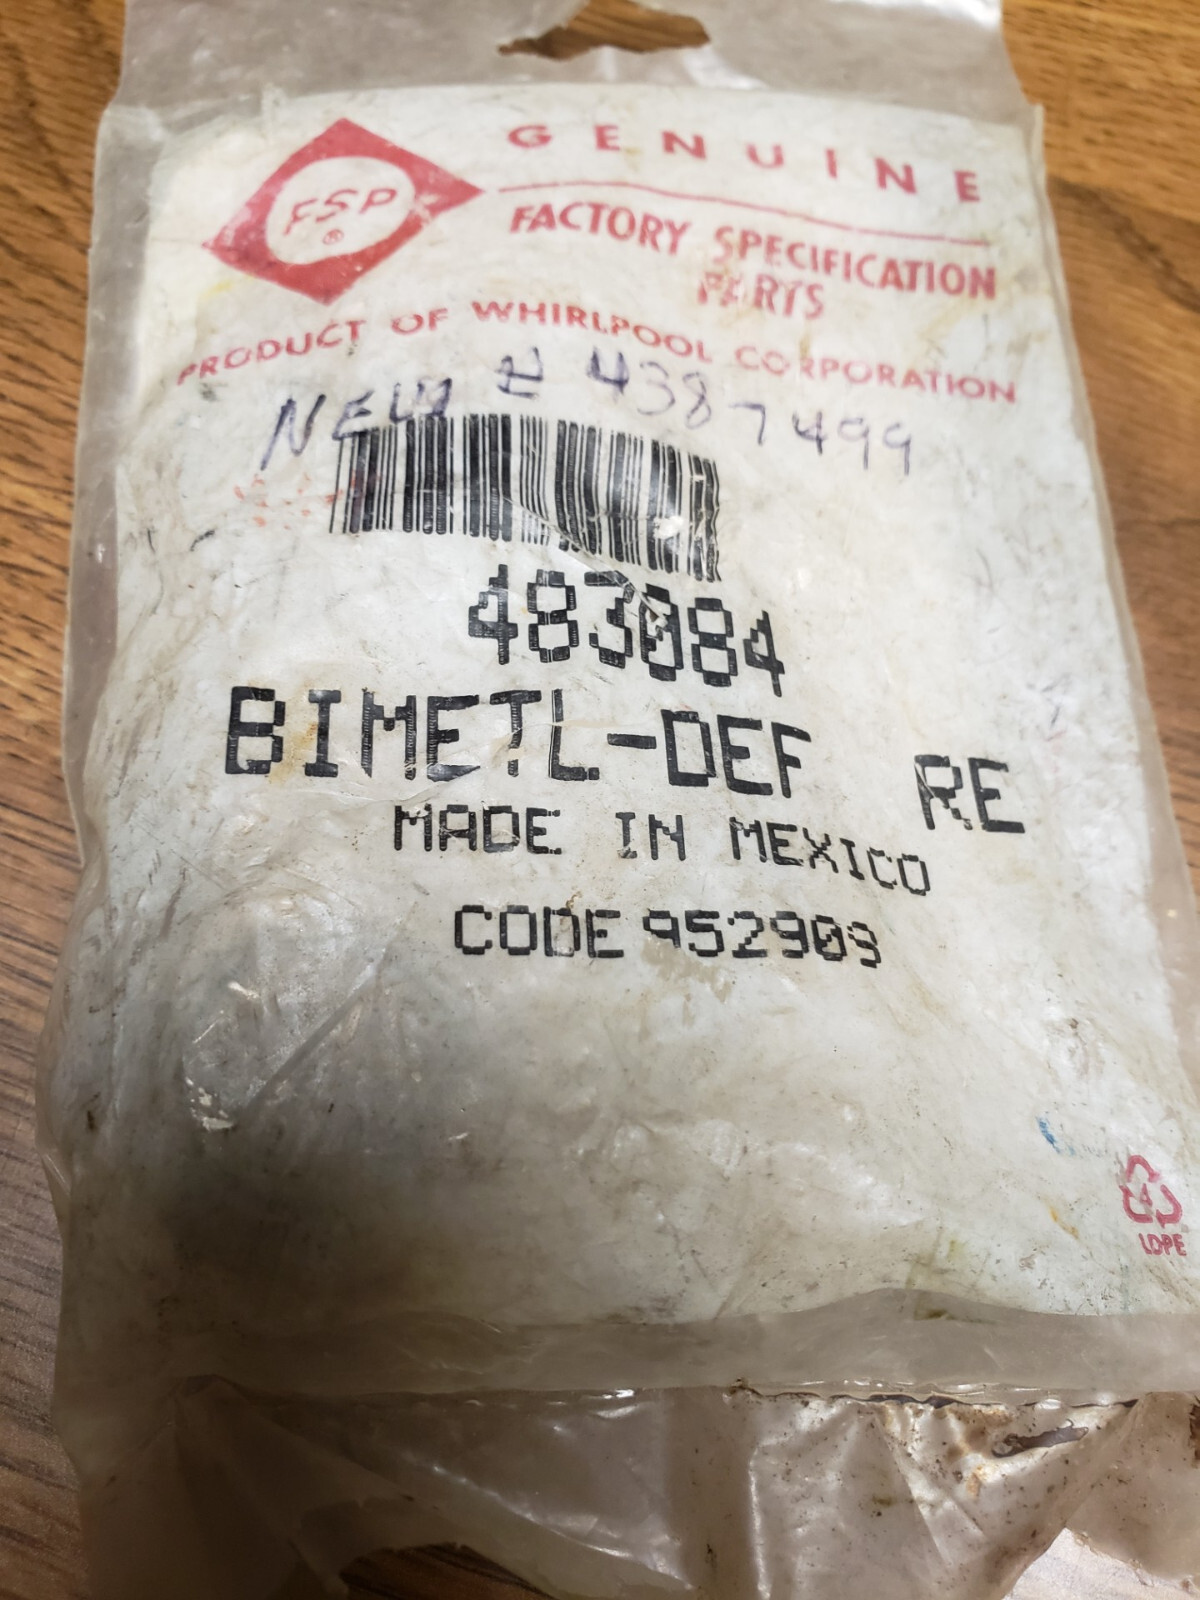 FSP
®
GENUINE
FACTORY SPECIFICATION
PARTS
PRODUCT OF WHIRLPOOL CORPORATION
NEW # 4387499
483084
BIMETL-DEF RE
MADE IN MEXICO
CODE 952909
4
LDPE